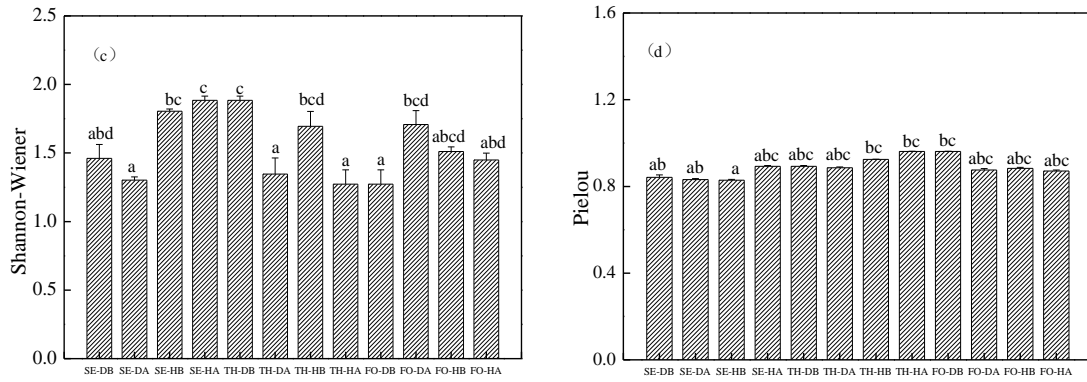 2.5
(c)
2.0
1.5
1.0
0.5
0.0
Shannon-Wiener
abd a bc c c a bcd a a bcd abcd abd
SE-DB SE-DA SE-HB SE-HA TH-DB TH-DA TH-HB TH-HA FO-DB FO-DA FO-HB FO-HA
1.6
(d)
1.2
0.8
0.4
0.0
Pielou
ab ab a abc abc abc bc bc bc abc abc abc
SE-DB SE-DA SE-HB SE-HA TH-DB TH-DA TH-HB TH-HA FO-DB FO-DA FO-HB FO-HA